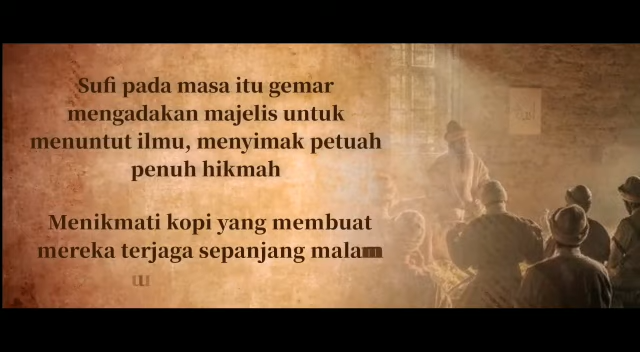 Sufi pada masa itu gemar
mengadakan majelis untuk
menuntut ilmu, menyimak petuah
penuh hikmah
Menikmati kopi yang membuat
mereka terjaga sepanjang malam